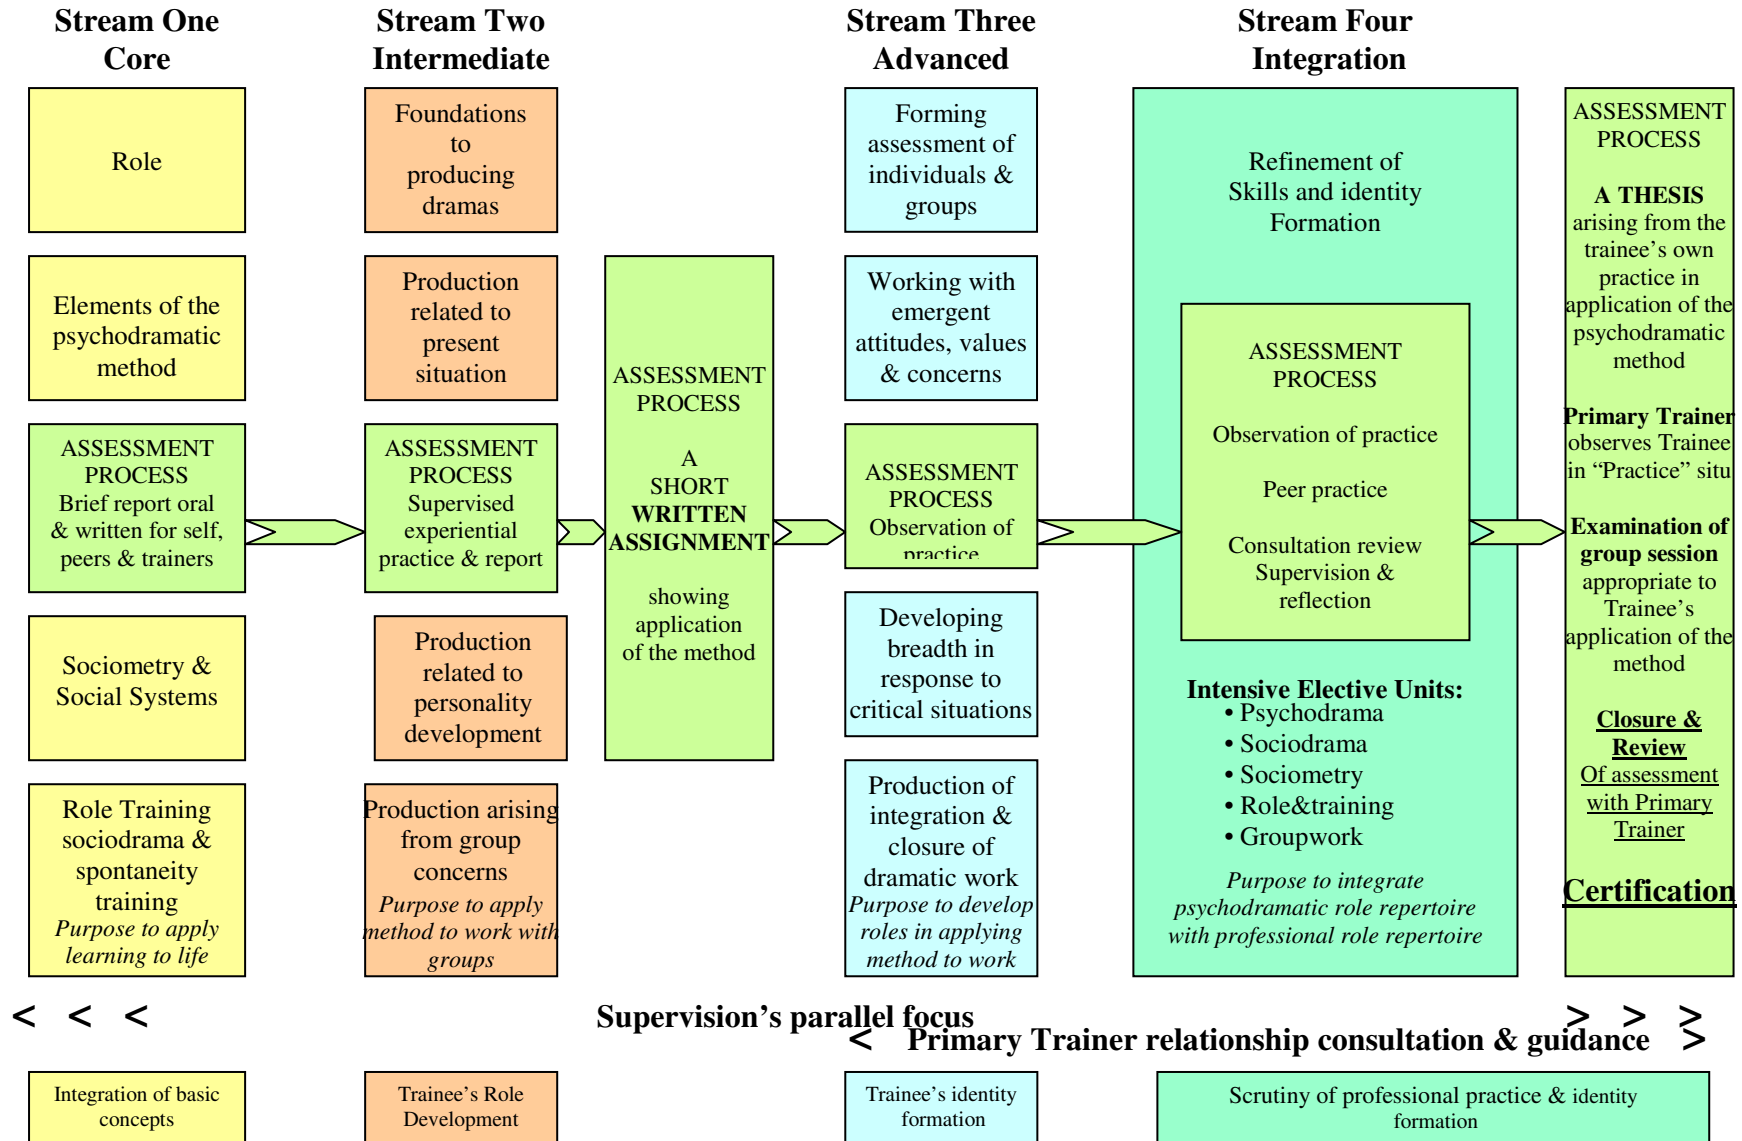 Stream One
Core
Stream Two
Intermediate
Stream Three
Advanced
Stream Four
Integration
Role
Elements of the
psychodramatic
method
ASSESSMENT
PROCESS
Brief report oral
& written for self,
peers & trainers
Sociometry &
Social Systems
Role Training
sociodrama &
spontaneity
training
Purpose to apply
learning to life
Foundations
to
producing
dramas
Production
related to
present
situation
ASSESSMENT
PROCESS
Supervised
experiential
practice & report
Production
related to
personality
development
Production arising
from group
concerns
Purpose to apply
method to work with
groups
ASSESSMENT
PROCESS
A
SHORT
WRITTEN
ASSIGNMENT
showing
application
of the method
Forming
assessment of
individuals &
groups
Working with
emergent
attitudes, values
& concerns
ASSESSMENT
PROCESS
Observation of
practice
Developing
breadth in
response to
critical situations
Production of
integration &
closure of
dramatic work
Purpose to develop
roles in applying
method to work
Refinement of
Skills and identity
Formation
ASSESSMENT
PROCESS
Observation of practice
Peer practice
Consultation review
Supervision &
reflection
Intensive Elective Units:
• Psychodrama
• Sociodrama
• Sociometry
• Role&training
• Groupwork
Purpose to integrate
psychodramatic role repertoire
with professional role repertoire
ASSESSMENT
PROCESS
A THESIS
arising from the
trainee’s own
practice in
application of the
psychodramatic
method
Primary Trainer
observes Trainee
in “Practice” situ
Examination of
group session
appropriate to
Trainee’s
application of the
method
Closure &
Review
Of assessment
with Primary
Trainer
Certification
< < < Supervision’s parallel focus > > >
< Primary Trainer relationship consultation & guidance >
Integration of basic
concepts
Trainee’s Role
Development
Trainee’s identity
formation
Scrutiny of professional practice & identity
formation